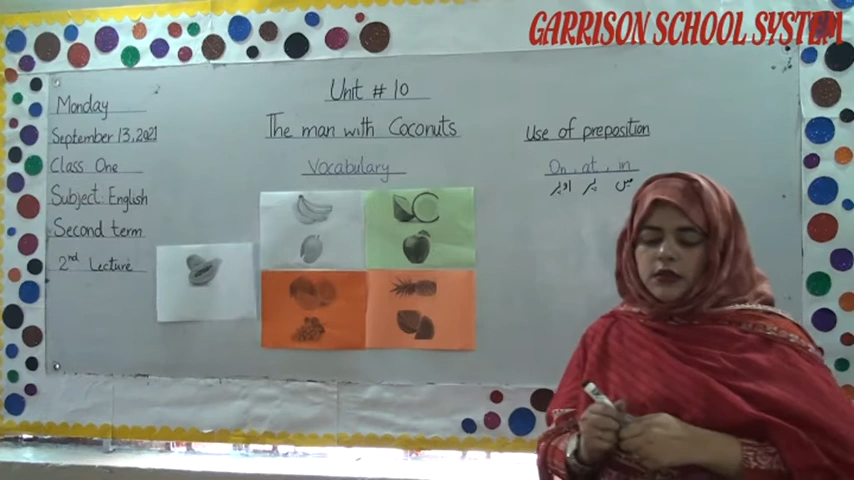 GARRISON SCHOOL SYSTEM
Monday
September 13, 2021
Class One
Subject: English
Second term
2nd Lecture
Unit # 10
The man with Coconuts
Vocabulary
Use of preposition
On , at , in
میں پر اوپر